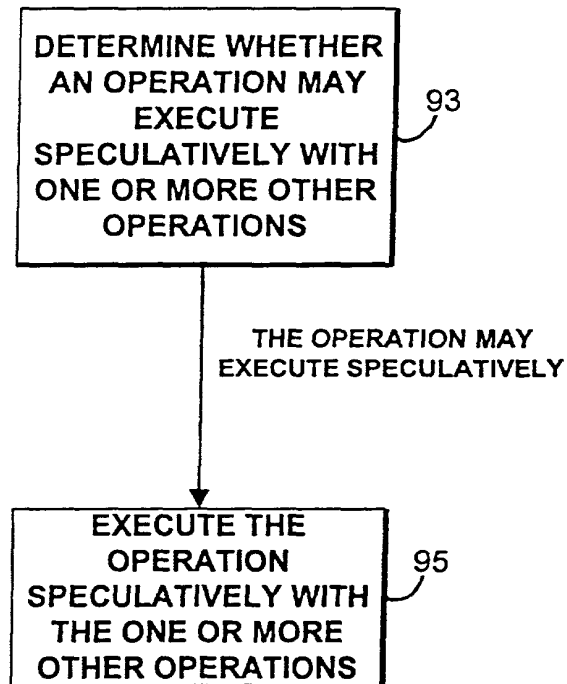 DETERMINE WHETHER
AN OPERATION MAY
EXECUTE
SPECULATIVELY WITH
ONE OR MORE OTHER
OPERATIONS
93
THE OPERATION MAY
EXECUTE SPECULATIVELY
EXECUTE THE
OPERATION
SPECULATIVELY WITH
THE ONE OR MORE
OTHER OPERATIONS
95